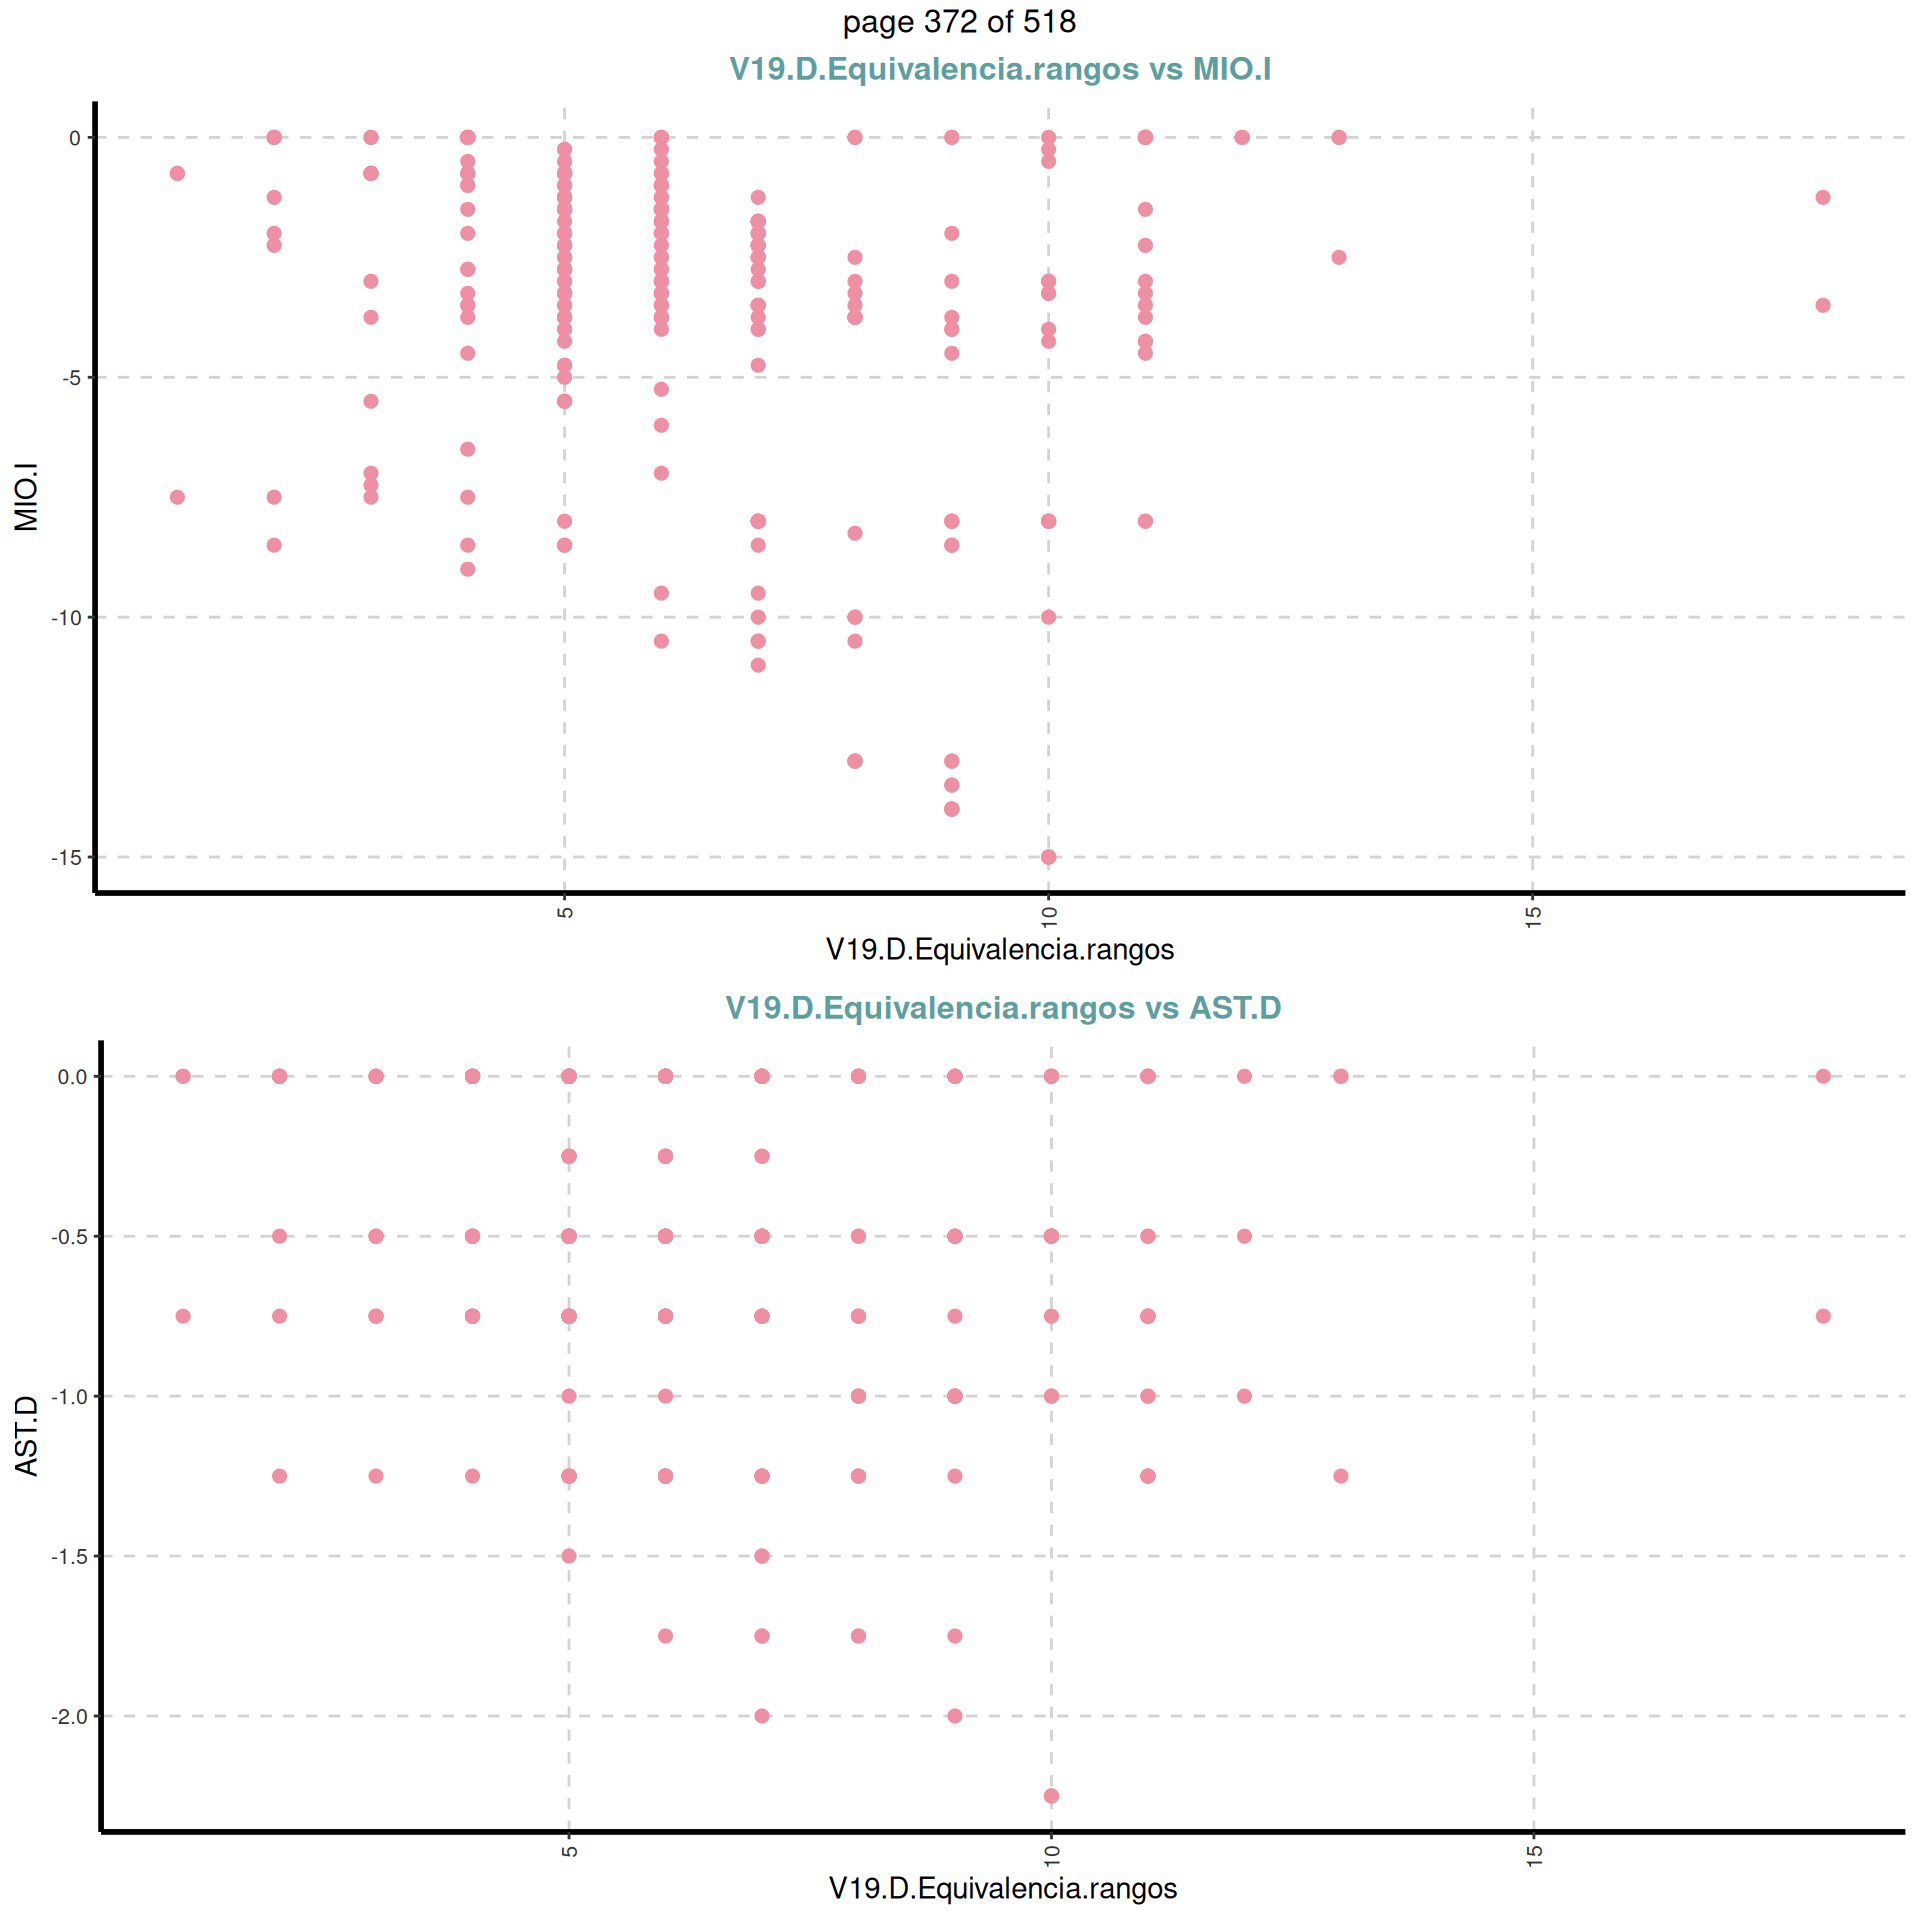 page 372 of 518
V19.D.Equivalencia.rangos vs MIO.I
0
-5
-10
-15
MIO.I
5 10 15
V19.D.Equivalencia.rangos
V19.D.Equivalencia.rangos vs AST.D
0.0
-0.5
-1.0
-1.5
-2.0
AST.D
5 10 15
V19.D.Equivalencia.rangos